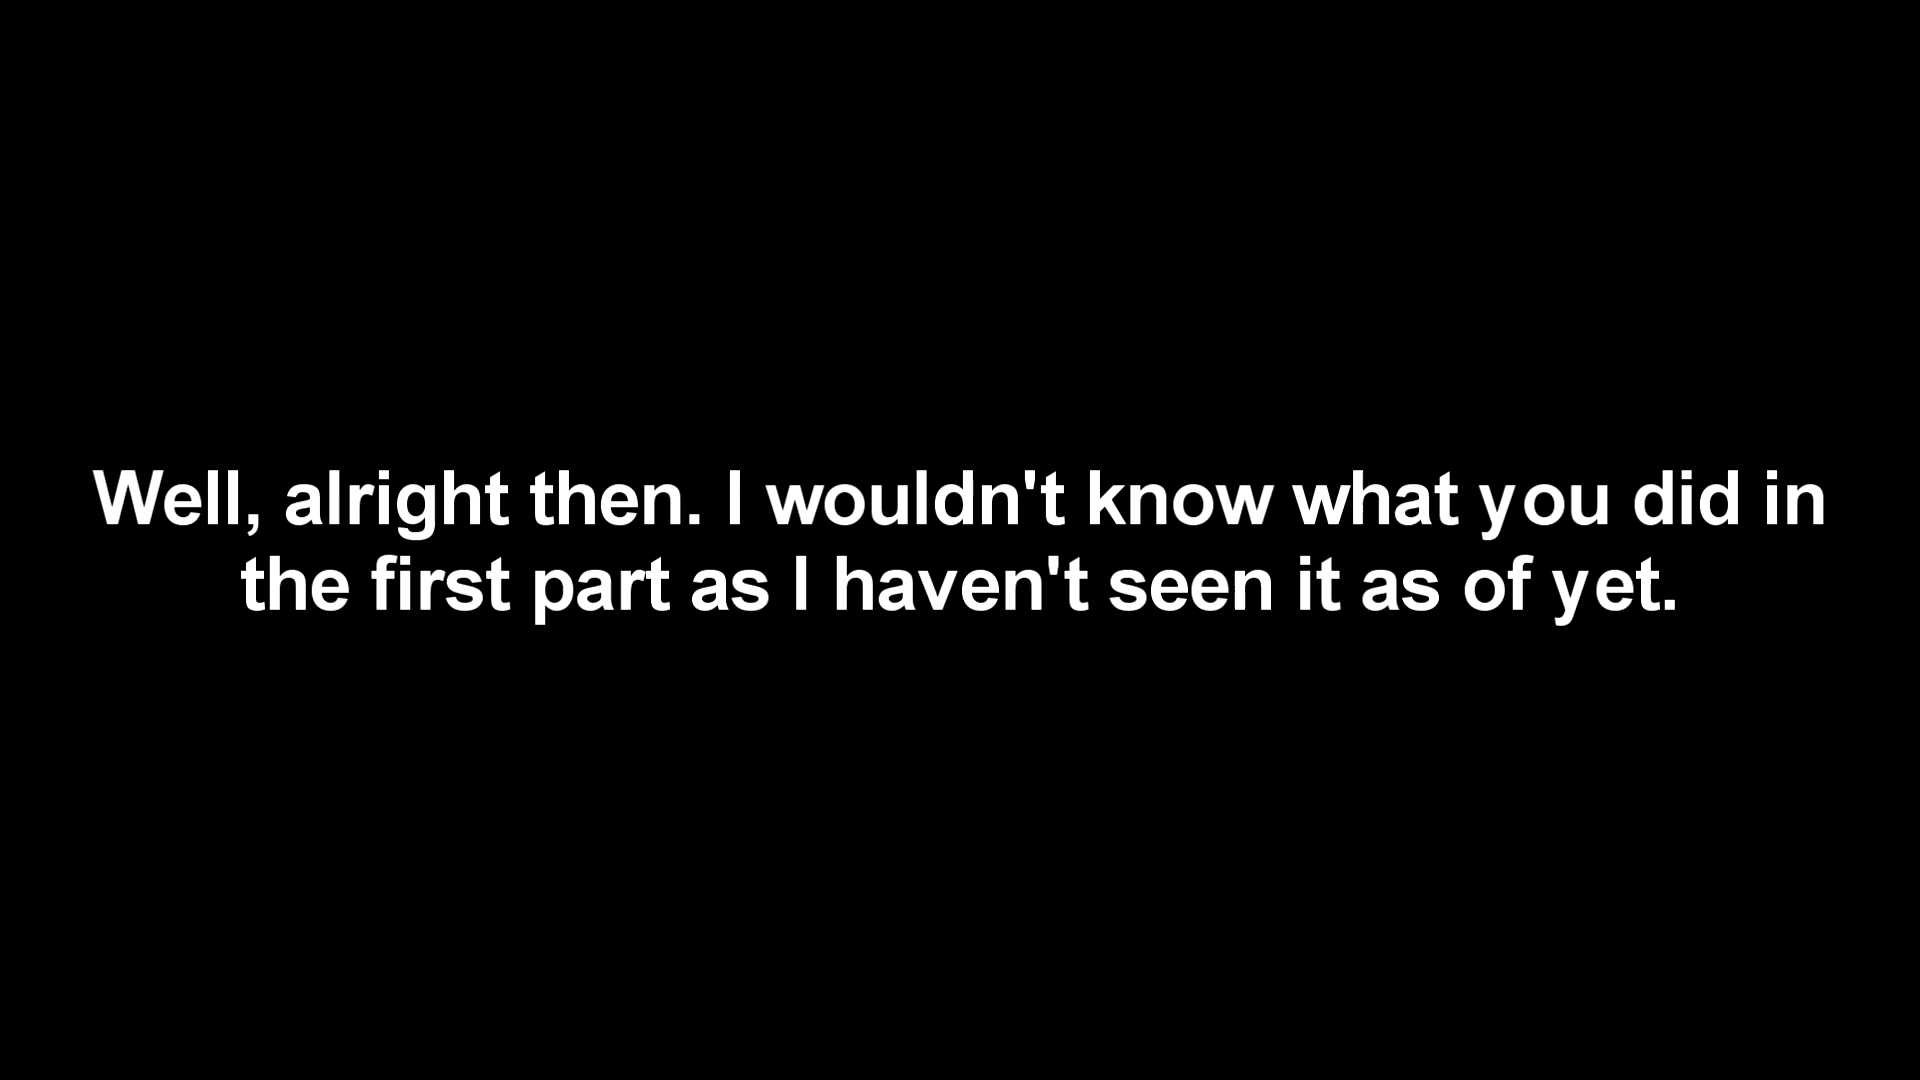 Well, alright then. I wouldn't know what you did in
the first part as I haven't seen it as of yet.